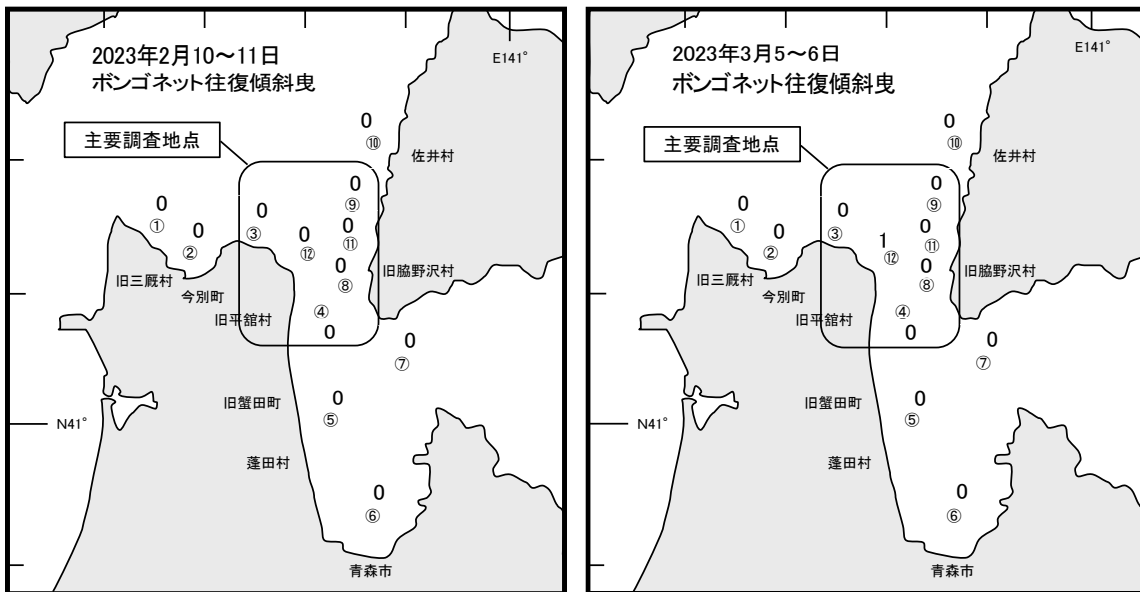 2023年2月10～11日
ボンゴネット往復傾斜曳
E141°
主要調査地点
0
⑩
佐井村
0
⑨
0
①
0
②
0
③
0
⑫
0
⑪
0
⑧
旧三厩村
今別町
旧平舘村
旧脇野沢村
④
0
0
⑦
0
⑤
旧蟹田町
N41°
蓬田村
0
⑥
青森市
2023年3月5～6日
ボンゴネット往復傾斜曳
E141°
主要調査地点
0
⑩
佐井村
0
⑨
0
①
0
②
0
③
1
⑫
0
⑪
0
⑧
旧三厩村
今別町
旧平舘村
旧脇野沢村
④
0
0
⑦
0
⑤
旧蟹田町
N41°
蓬田村
0
⑥
青森市